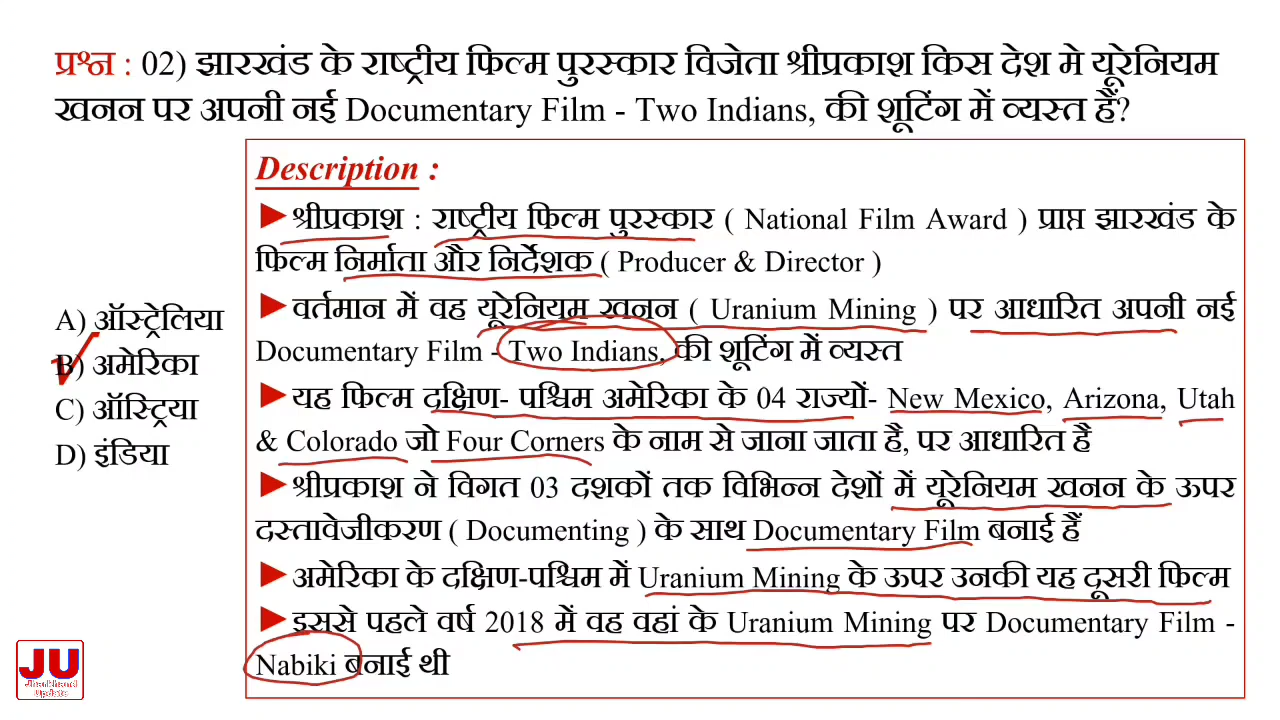 प्रश्न : 02) झारखंड के राष्ट्रीय फिल्म पुरस्कार विजेता श्रीप्रकाश किस देश मे यूरेनियम
खनन पर अपनी नई Documentary Film - Two Indians, की शूटिंग में व्यस्त हैं?
A) ऑस्ट्रेलिया
B) अमेरिका
C) ऑस्ट्रिया
D) इंडिया
Description :
►श्रीप्रकाश : राष्ट्रीय फिल्म पुरस्कार ( National Film Award ) प्राप्त झारखंड के
फिल्म निर्माता और निर्देशक ( Producer & Director )
►वर्तमान में वह यूरेनियम खनन ( Uranium Mining ) पर आधारित अपनी नई
Documentary Film - Two Indians, की शूटिंग में व्यस्त
►यह फिल्म दक्षिण- पश्चिम अमेरिका के 04 राज्यों- New Mexico, Arizona, Utah
& Colorado जो Four Corners के नाम से जाना जाता है, पर आधारित है
►श्रीप्रकाश ने विगत 03 दशकों तक विभिन्न देशों में यूरेनियम खनन के ऊपर
दस्तावेजीकरण ( Documenting ) के साथ Documentary Film बनाई हैं
►अमेरिका के दक्षिण-पश्चिम में Uranium Mining के ऊपर उनकी यह दूसरी फिल्म
►इससे पहले वर्ष 2018 में वह वहां के Uranium Mining पर Documentary Film -
Nabiki बनाई थी
JU
Jharkhand
Update